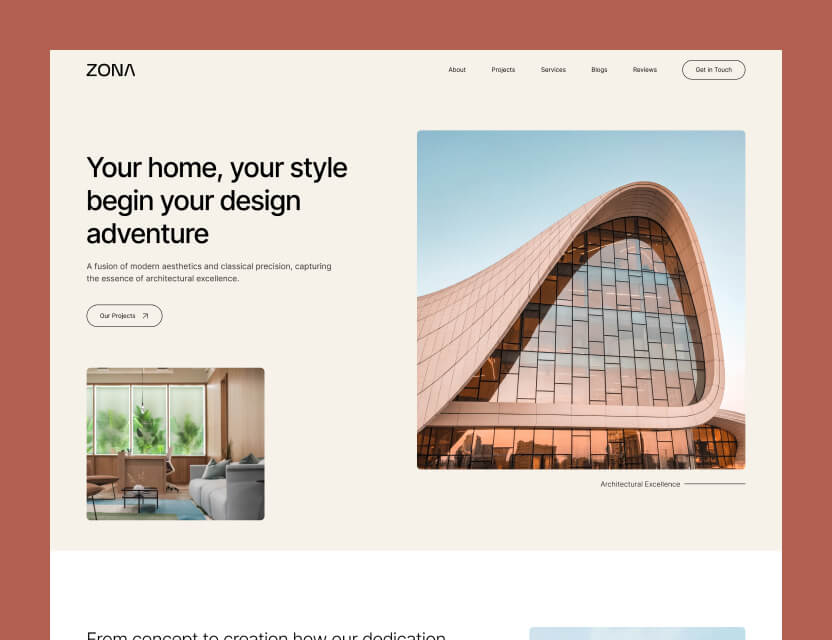 ZONA
About
Projects
Services
Blogs
Reviews
Get in Touch
Your home, your style
begin your design
adventure
A fusion of modern aesthetics and classical precision, capturing
the essence of architectural excellence.
Our Projects
Architectural Excellence
From concept to creation how our dedication